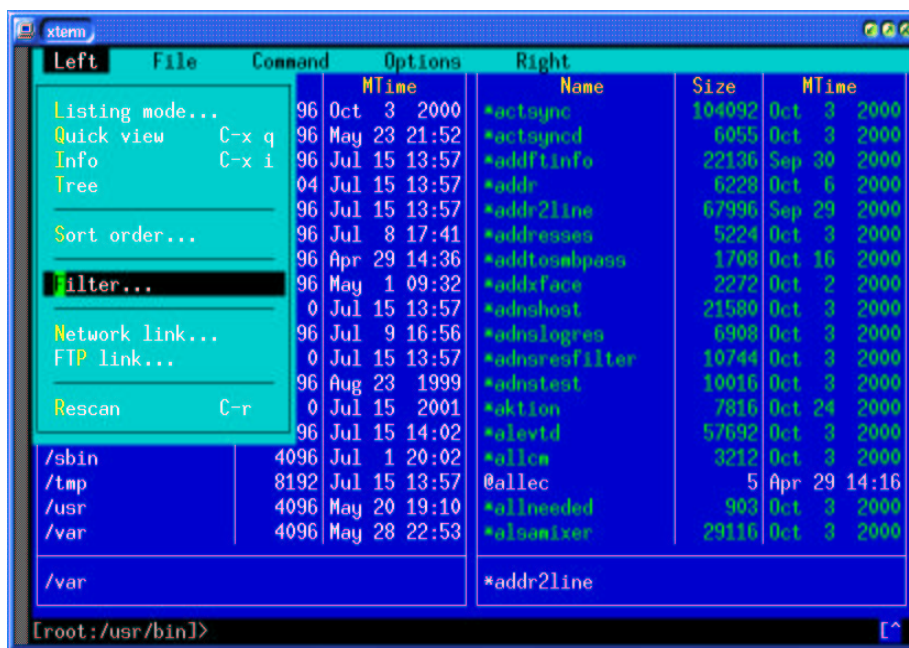 xterm
Left File Command Options Right
MTime Name Size MTime
Listing mode... 96 Oct 3 2000 *actsync 104092 Oct 3 2000
Quick view C-x q 96 May 23 21:52 *actsyncd 6055 Oct 3 2000
Info C-x i 96 Jul 15 13:57 *addftinfo 22136 Sep 30 2000
Tree 04 Jul 15 13:57 *addr 6228 Oct 6 2000
96 Jul 15 13:57 *addr2line 67996 Sep 29 2000
Sort order... 96 Jul 8 17:41 *addresses 5224 Oct 3 2000
96 Apr 29 14:36 *addtosmbpass 1708 Oct 16 2000
Filter... 96 May 1 09:32 *addxface 2272 Oct 2 2000
0 Jul 15 13:57 *adnshost 21580 Oct 3 2000
Network link... 96 Jul 9 16:56 *adnslogres 6908 Oct 3 2000
FTP link... 0 Jul 15 13:57 *adnsresfilter 10744 Oct 3 2000
96 Aug 23 1999 *adnstest 10016 Oct 3 2000
Rescan C-r 0 Jul 15 2001 *aktion 7816 Oct 24 2000
96 Jul 15 14:02 *alevtd 57692 Oct 3 2000
/sbin 4096 Jul 1 20:02 *allcm 3212 Oct 3 2000
/tmp 8192 Jul 15 13:57 @allec 5 Apr 29 14:16
/usr 4096 May 20 19:10 *allneeded 903 Oct 3 2000
/var 4096 May 28 22:53 *alsamixer 29116 Oct 3 2000
/var *addr2line
[root:/usr/bin]> [^